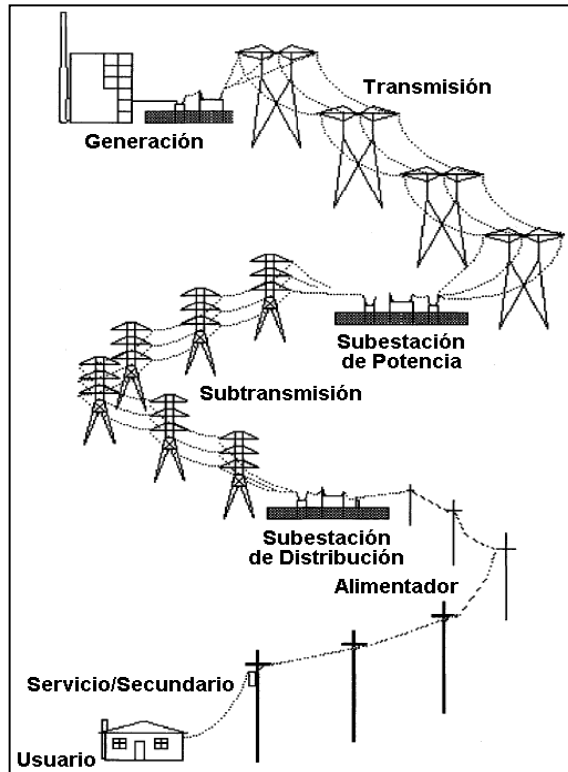 Transmisión
Generación
Subestación
de Potencia
Subtransmisión
Subestación
de Distribución
Alimentador
Servicio/Secundario
Usuario